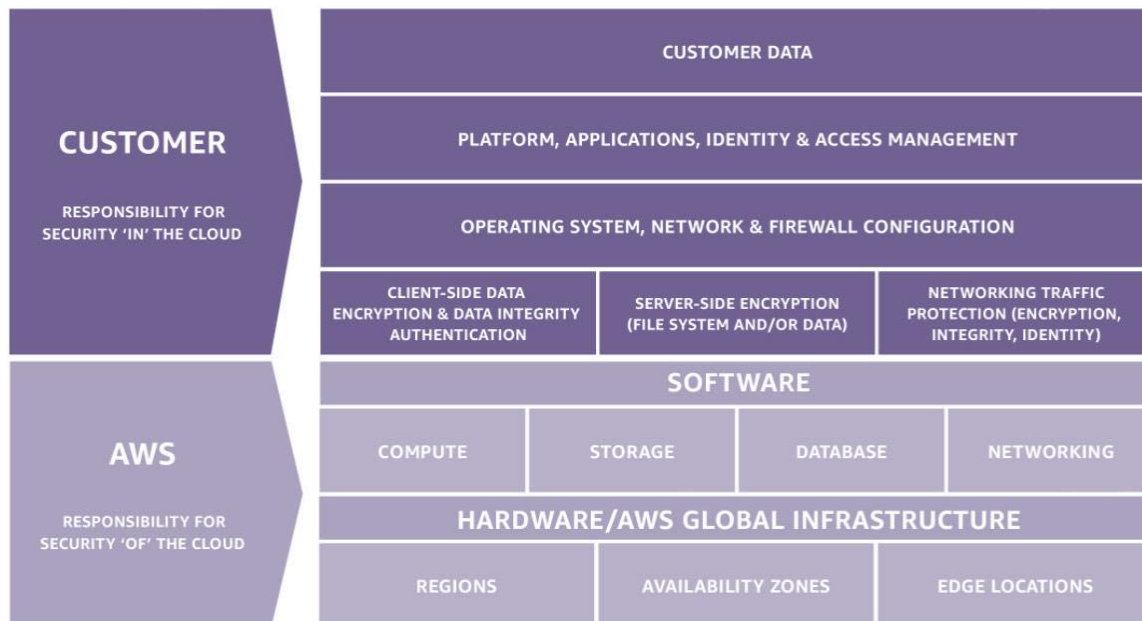 CUSTOMER
RESPONSIBILITY FOR
SECURITY ‘IN’ THE CLOUD
CUSTOMER DATA
PLATFORM, APPLICATIONS, IDENTITY & ACCESS MANAGEMENT
OPERATING SYSTEM, NETWORK & FIREWALL CONFIGURATION
CLIENT-SIDE DATA
ENCRYPTION & DATA INTEGRITY
AUTHENTICATION
SERVER-SIDE ENCRYPTION
(FILE SYSTEM AND/OR DATA)
NETWORKING TRAFFIC
PROTECTION (ENCRYPTION,
INTEGRITY, IDENTITY)
AWS
RESPONSIBILITY FOR
SECURITY ‘OF’ THE CLOUD
SOFTWARE
COMPUTE
STORAGE
DATABASE
NETWORKING
HARDWARE/AWS GLOBAL INFRASTRUCTURE
REGIONS
AVAILABILITY ZONES
EDGE LOCATIONS